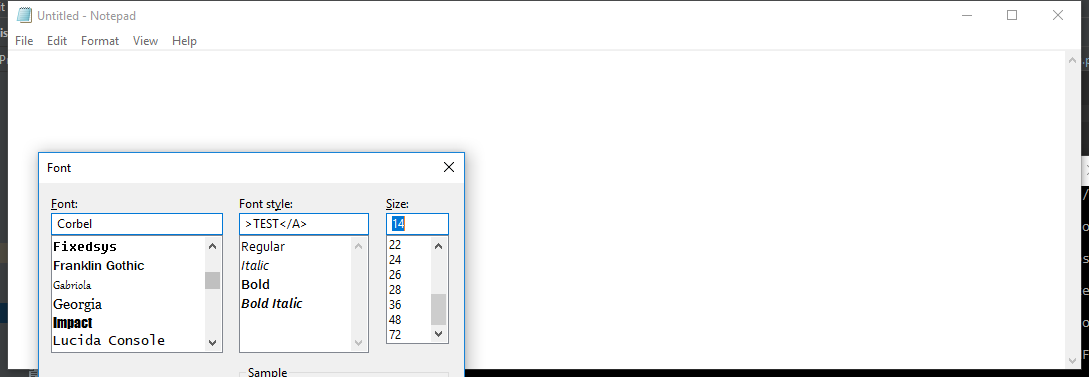 Untitled - Notepad
File Edit Format View Help
Font
Font: Font style: Size:
Corbel >TEST</A> 14
Fixedsys Regular 22
Franklin Gothic Italic 24
Gabriola Bold 26
Georgia Bold Italic 28
Impact 36
Lucida Console 48
72
Sample